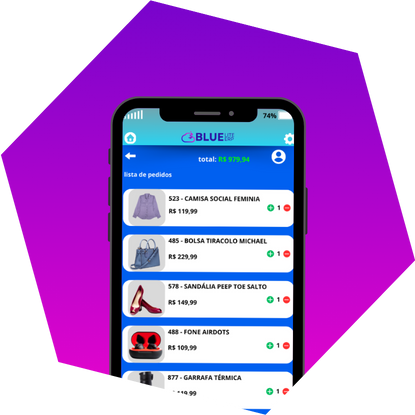 74%
BLUE
total: R$ 979,94
lista de pedidos
523 - CAMISA SOCIAL FEMINIA
R$ 119,99
1
485 - BOLSA TIRACOLO MICHAEL
R$ 229,99
1
578 - SANDÁLIA PEEP TOE SALTO
R$ 149,99
1
488 - FONE AIRDOTS
R$ 109,99
1
877 - GARRAFA TÉRMICA
1